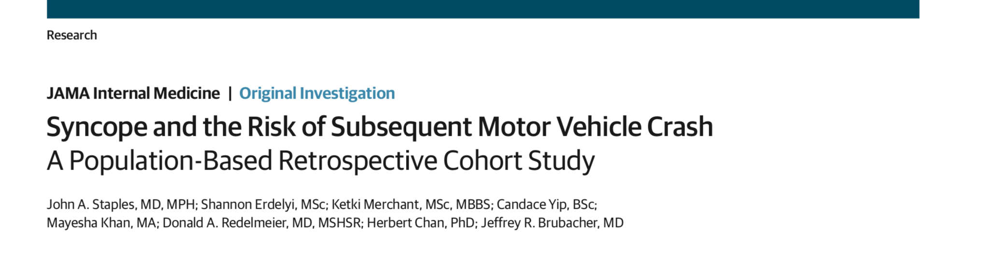 Research
JAMA Internal Medicine | Original Investigation
Syncope and the Risk of Subsequent Motor Vehicle Crash
A Population-Based Retrospective Cohort Study
John A. Staples, MD, MPH; Shannon Erdelyi, MSc; Ketki Merchant, MSc, MBBS; Candace Yip, BSc;
Mayesha Khan, MA; Donald A. Redelmeier, MD, MSHSR; Herbert Chan, PhD; Jeffrey R. Brubacher, MD